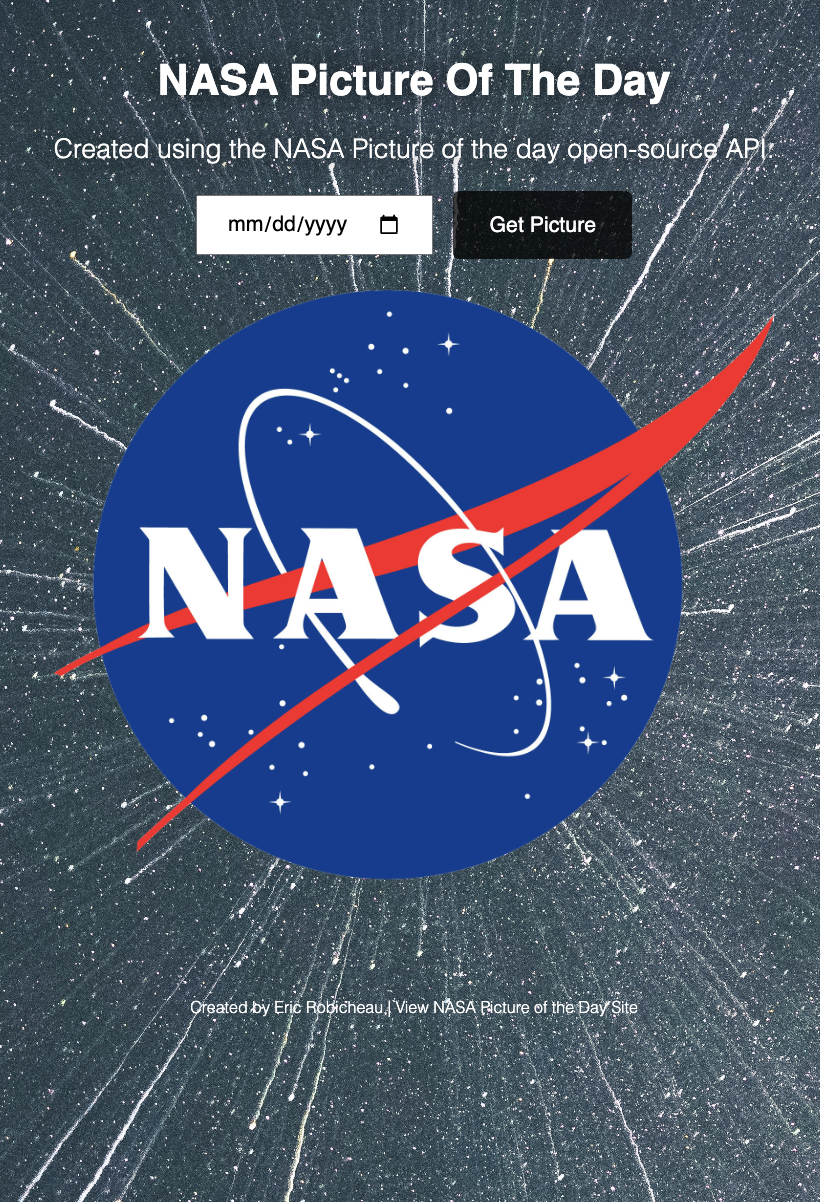 NASA Picture Of The Day
Created using the NASA Picture of the day open-source API.
mm/dd/yyyy
Get Picture
NASA
Created by Eric Robicheau | View NASA Picture of the Day Site